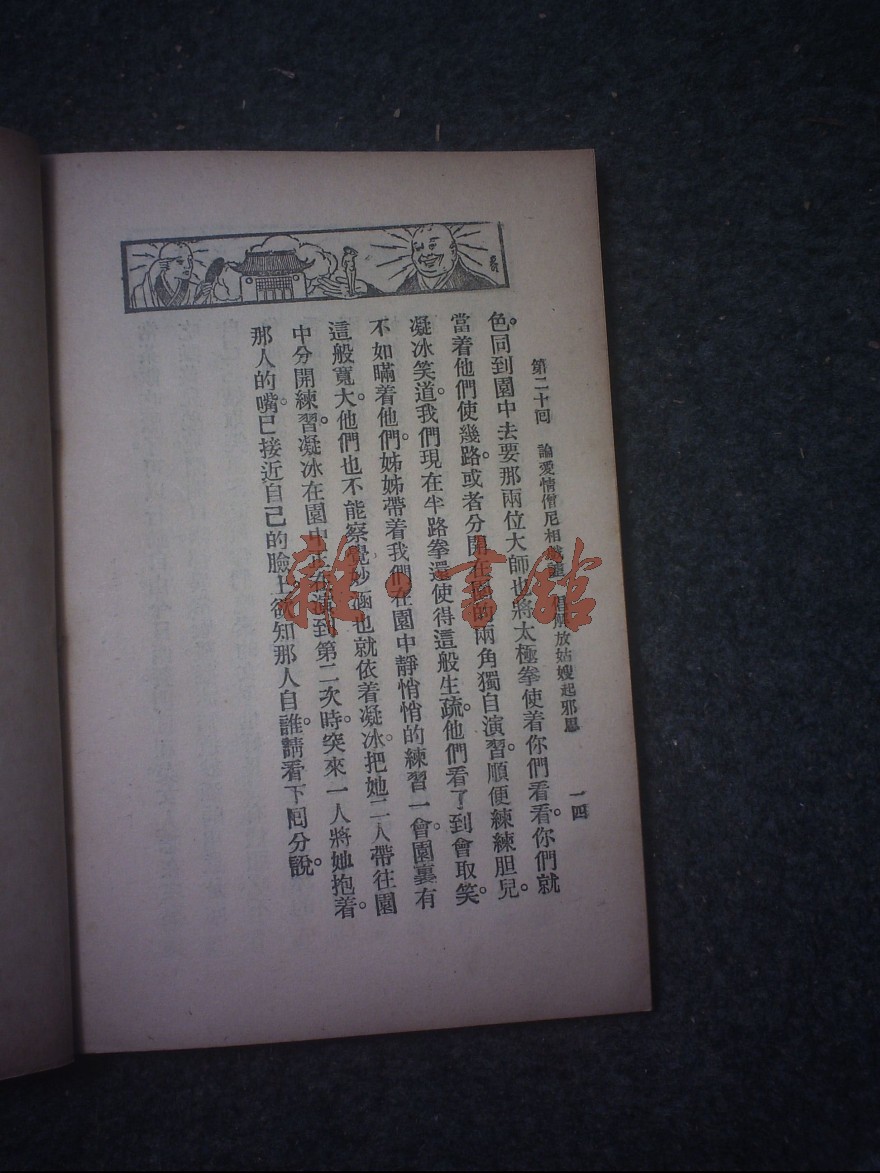 第二十回 論愛情僧尼相 放姑嫂起邪思 一四
色。同到園中去要那兩位大師也將太極拳使着你們看看。你們就
當着他們使幾路。或者分開在 的兩角獨自演習。順便練練胆兒。
凝冰笑道。我們現在半路拳還使得這般生疏。他們看了到會取笑。
不如瞞着他們。姊姊帶着我們在園中靜悄悄的練習一會。園裏有
這般寬大。他們也不能察覺妙涵也就依着凝冰。把她二人帶往園
中分開練習。凝冰在園中正在演到第二次時。突來一人將她抱着。
那人的嘴已接近自己的臉上。欲知那人自誰。請看下回分說。
雜·書館